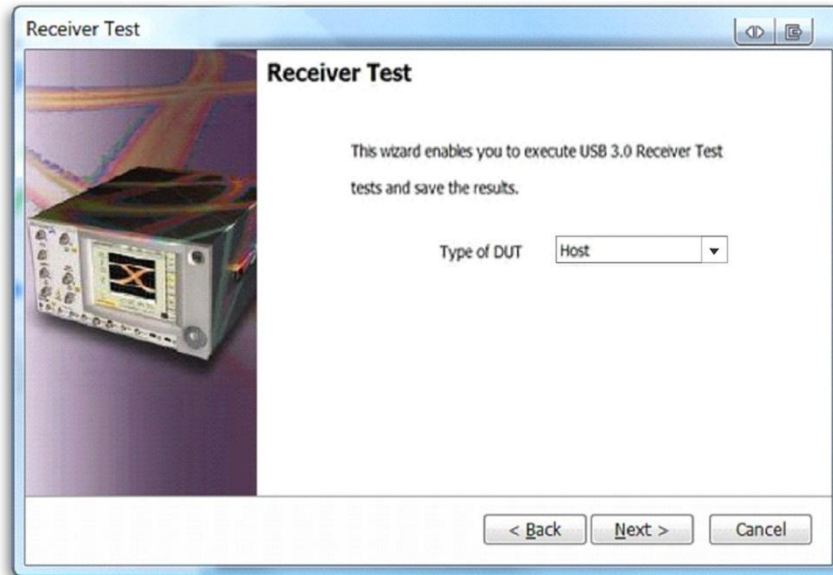 Receiver Test
Receiver Test
This wizard enables you to execute USB 3.0 Receiver Test
tests and save the results.
Type of DUT Host
< Back Next > Cancel